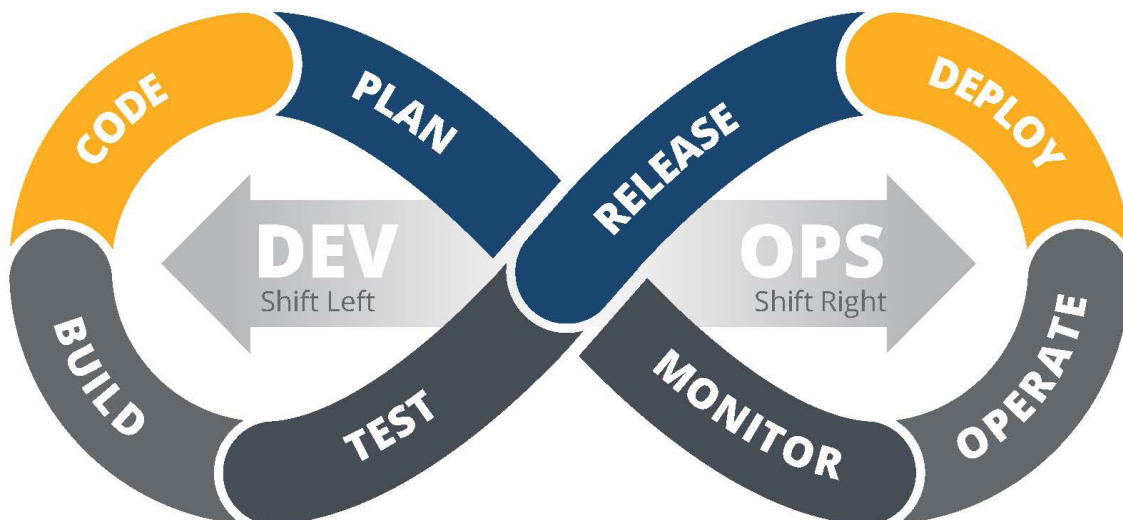 PLAN
CODE
BUILD
TEST
RELEASE
DEPLOY
OPERATE
MONITOR
DEV
Shift Left
OPS
Shift Right